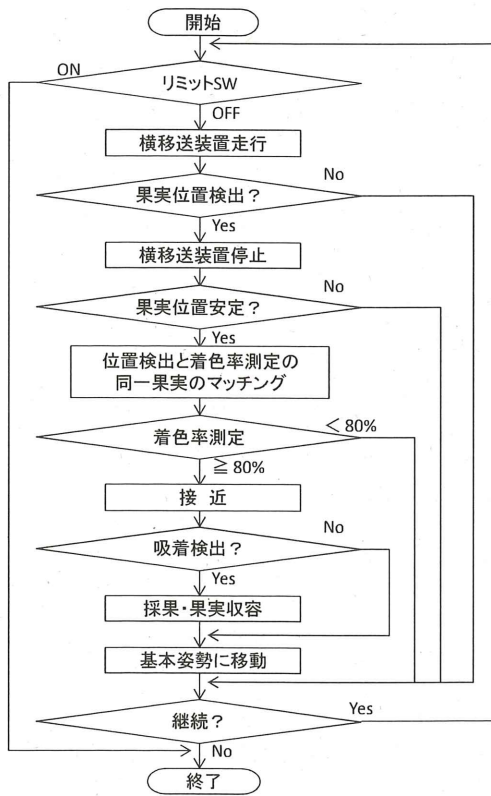 開始
ON
リミットSW
OFF
横移送装置走行
No
果実位置検出？
Yes
横移送装置停止
No
果実位置安定？
Yes
位置検出と着色率測定の
同一果実のマッチング
＜80%
着色率測定
≧80%
接 近
No
吸着検出？
Yes
採果・果実収容
基本姿勢に移動
Yes
継続？
No
終了